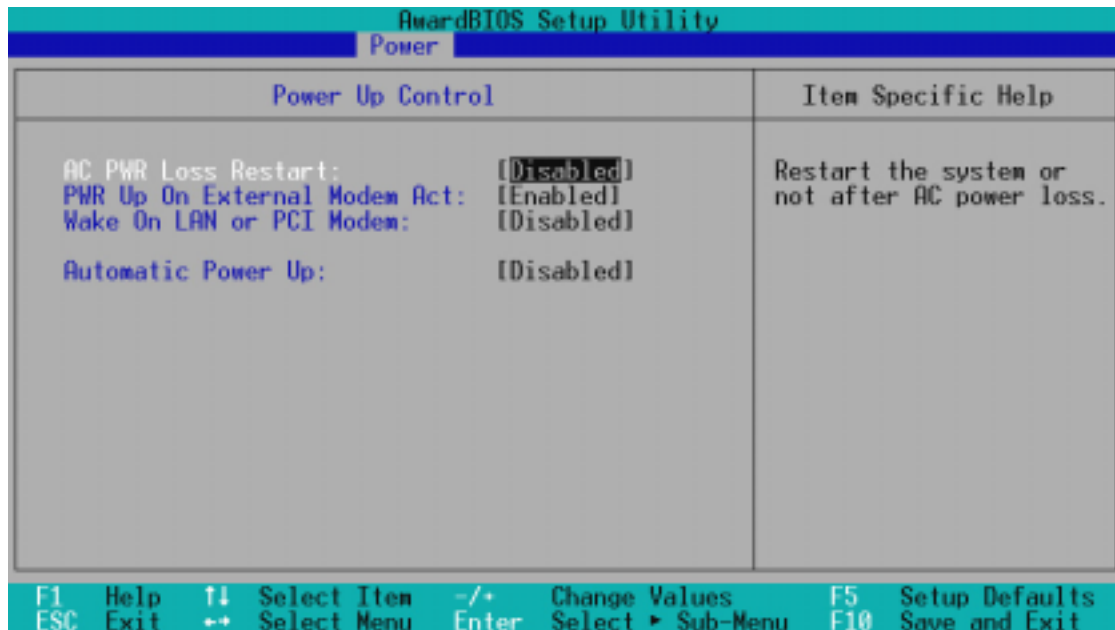 AwardBIOS Setup Utility
Power
Power Up Control
Item Specific Help
AC PWR Loss Restart: [Disabled]
PWR Up On External Modem Act: [Enabled]
Wake On LAN or PCI Modem: [Disabled]
Automatic Power Up: [Disabled]
Restart the system or
not after AC power loss.
F1 Help ↑↓ Select Item -/+ Change Values F5 Setup Defaults
ESC Exit ←→ Select Menu Enter Select ► Sub-Menu F10 Save and Exit